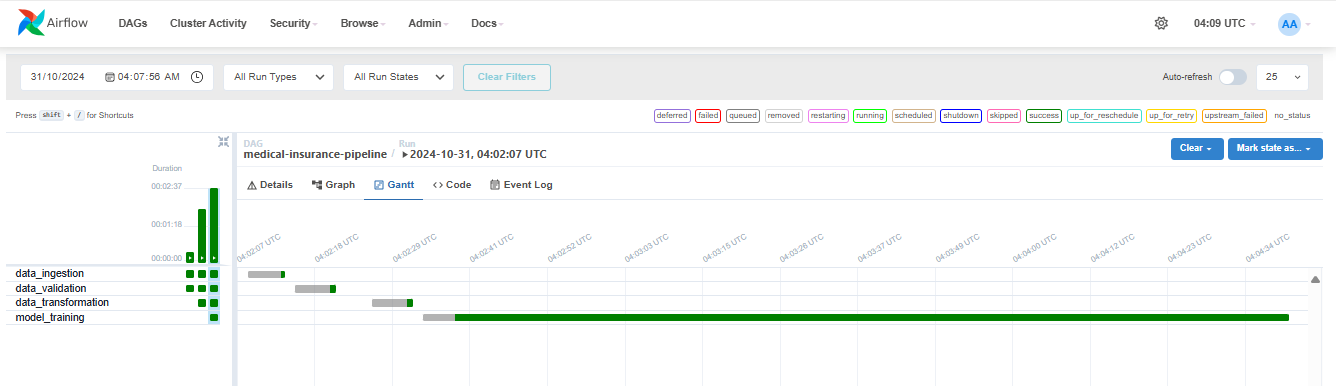 Airflow DAGs Cluster Activity Security Browse Admin Docs 04:09 UTC AA
31/10/2024 04:07:56 AM All Run Types All Run States Clear Filters Auto-refresh 25
Press shift + / for Shortcuts deferred failed queued removed restarting running scheduled shutdown skipped success up_for_reschedule up_for_retry upstream_failed no_status
DAG Run
medical-insurance-pipeline / 2024-10-31, 04:02:07 UTC
Clear Mark state as...
Duration
00:02:37
00:01:18
00:00:00
Details Graph Gantt Code Event Log
04:02:07 UTC 04:02:18 UTC 04:02:29 UTC 04:02:41 UTC 04:02:52 UTC 04:03:03 UTC 04:03:15 UTC 04:03:26 UTC 04:03:37 UTC 04:03:49 UTC 04:04:00 UTC 04:04:12 UTC 04:04:23 UTC 04:04:34 UTC
data_ingestion
data_validation
data_transformation
model_training